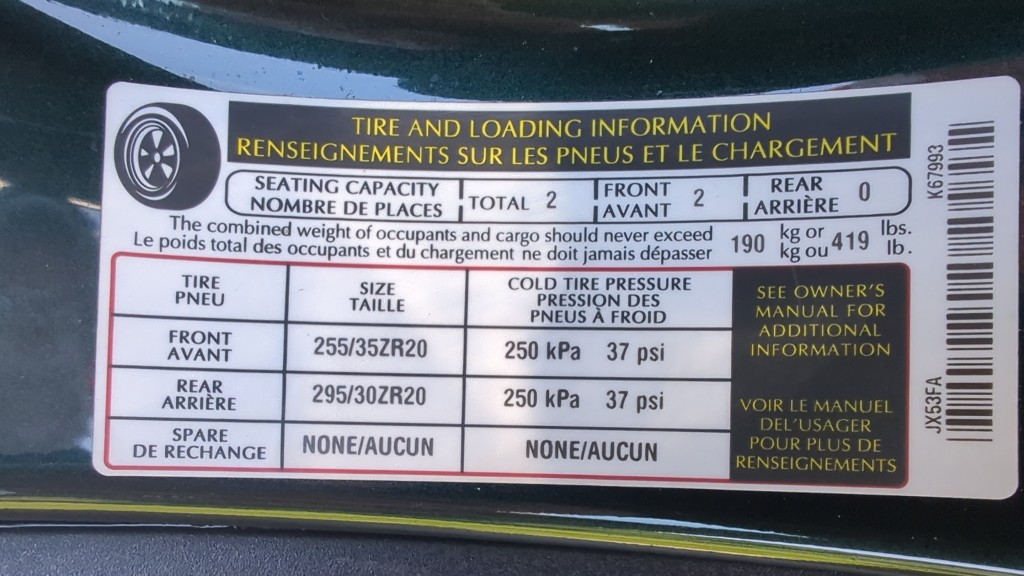 TIRE AND LOADING INFORMATION
RENSEIGNEMENTS SUR LES PNEUS ET LE CHARGEMENT
SEATING CAPACITY
NOMBRE DE PLACES
TOTAL 2
FRONT
AVANT
2
REAR
ARRIÈRE
0
The combined weight of occupants and cargo should never exceed
Le poids total des occupants et du chargement ne doit jamais dépasser
190
kg or
kg ou
419
lbs.
lb.
TIRE
PNEU
SIZE
TAILLE
COLD TIRE PRESSURE
PRESSION DES
PNEUS À FROID
FRONT
AVANT
255/35ZR20
250 kPa 37 psi
REAR
ARRIÈRE
295/30ZR20
250 kPa 37 psi
SPARE
DE RECHANGE
NONE/AUCUN
NONE/AUCUN
SEE OWNER'S
MANUAL FOR
ADDITIONAL
INFORMATION
VOIR LE MANUEL
DEL'USAGER
POUR PLUS DE
RENSEIGNEMENTS
K67993
JX53FA